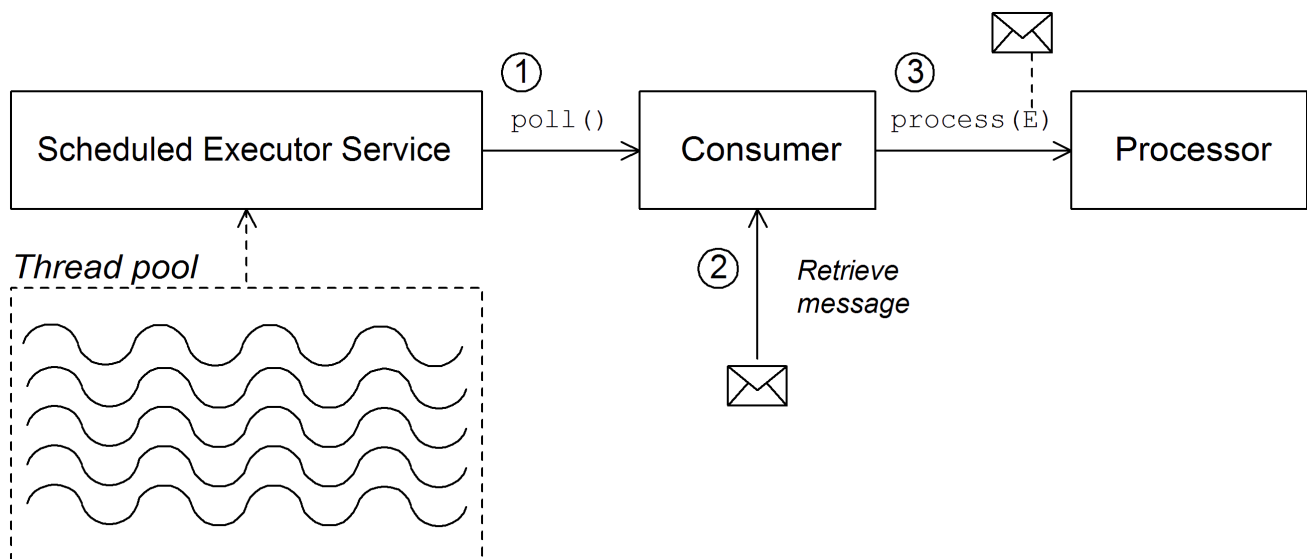 1
3
poll()
process(E)
Scheduled Executor Service
Consumer
Processor
Thread pool
2
Retrieve
message